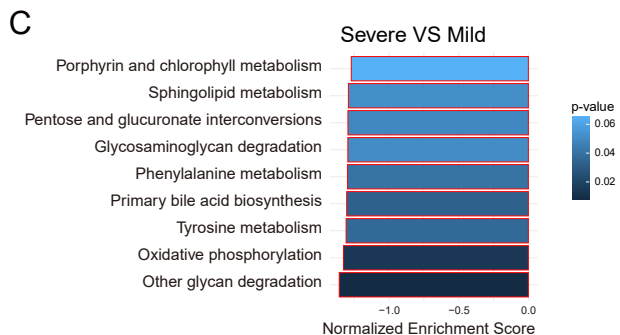 C
Severe VS Mild
Porphyrin and chlorophyll metabolism
Sphingolipid metabolism
Pentose and glucuronate interconversions
Glycosaminoglycan degradation
Phenylalanine metabolism
Primary bile acid biosynthesis
Tyrosine metabolism
Oxidative phosphorylation
Other glycan degradation
−1.0 −0.5 0.0
Normalized Enrichment Score
p-value
0.06
0.04
0.02